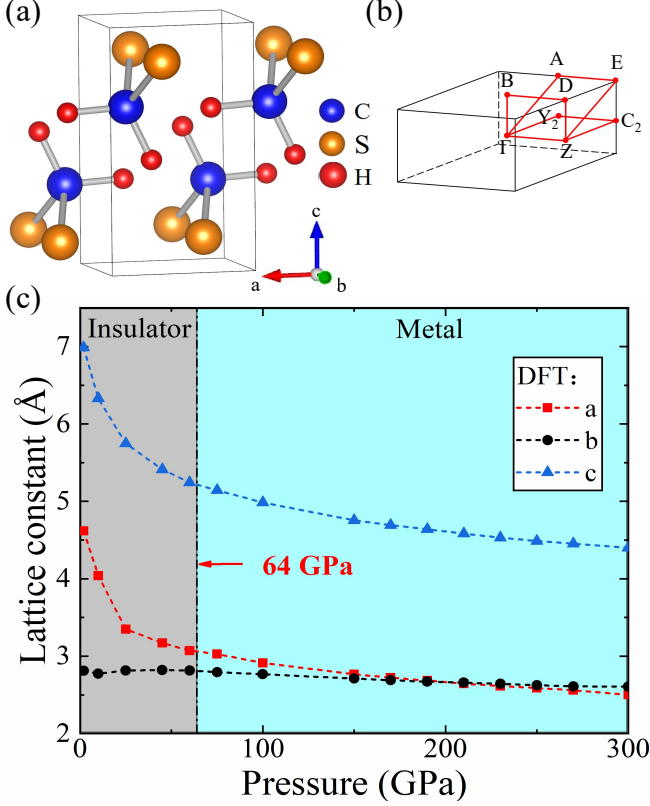 (a)
C
S
H
c
a
b
(b)
A
E
B
D
Y2
C2
Γ
Z
(c)
Insulator
Metal
DFT:
a
b
c
64 GPa
Lattice constant (Å)
7
6
5
4
3
2
0
100
200
300
Pressure (GPa)